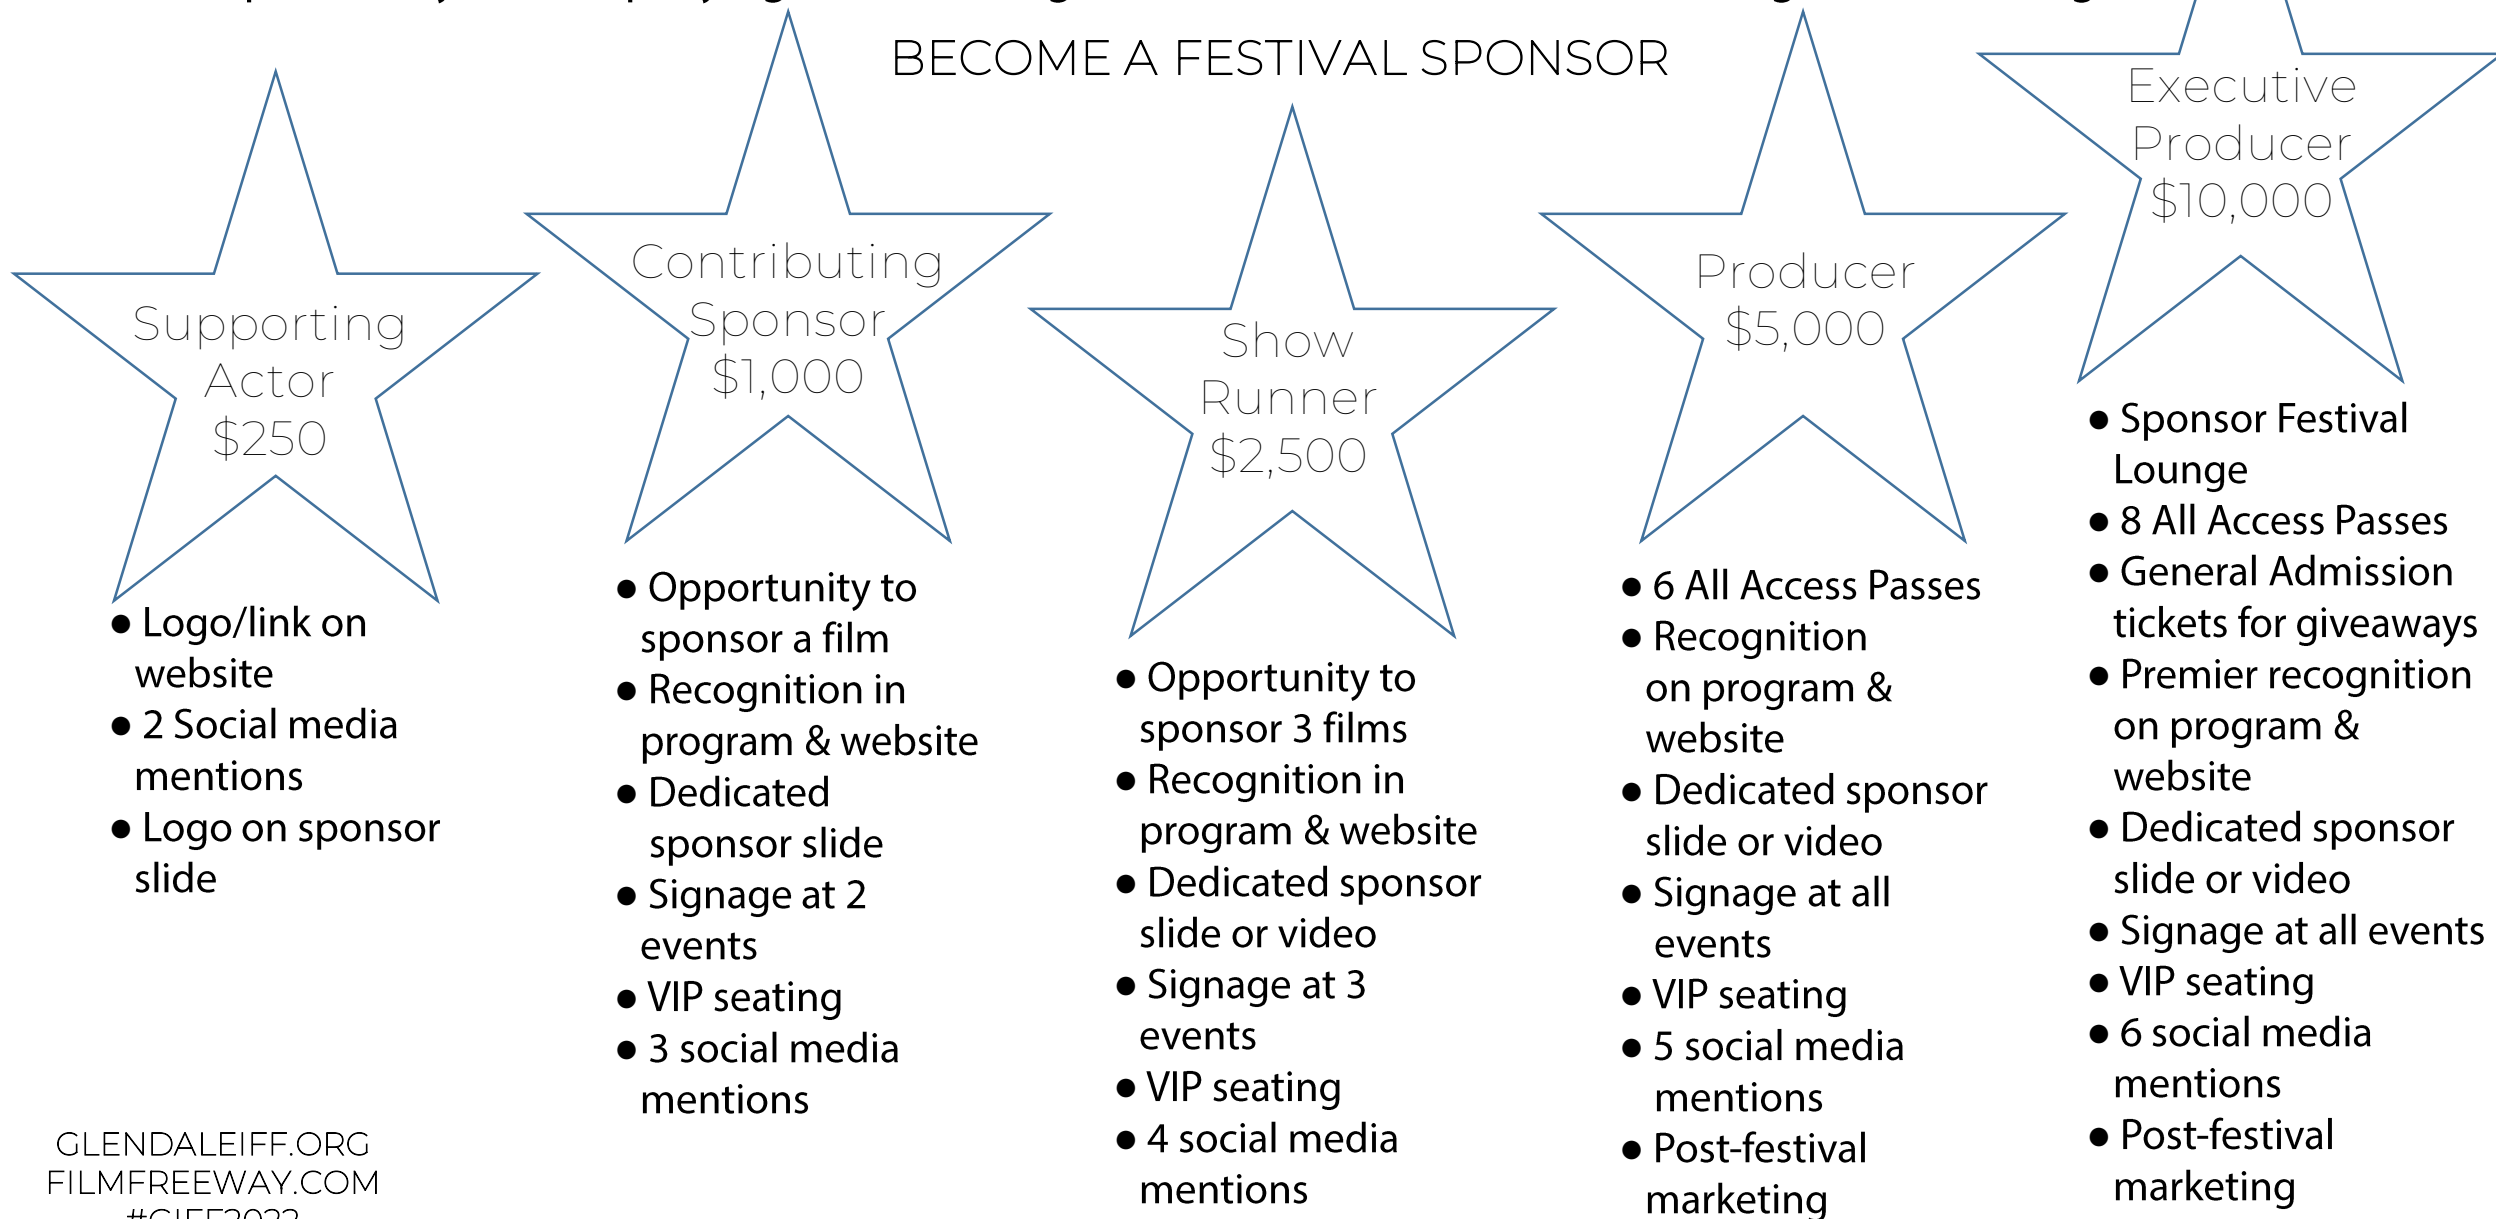 BECOME A FESTIVAL SPONSOR
Supporting
Actor
$250
● Logo/link on
website
● 2 Social media
mentions
● Logo on sponsor
slide
Contributing
Sponsor
$1,000
● Opportunity to
sponsor a film
● Recognition in
program & website
● Dedicated
sponsor slide
● Signage at 2
events
● VIP seating
● 3 social media
mentions
Show
Runner
$2,500
● Opportunity to
sponsor 3 films
● Recognition in
program & website
● Dedicated sponsor
slide or video
● Signage at 3
events
● VIP seating
● 4 social media
mentions
Producer
$5,000
● 6 All Access Passes
● Recognition
on program &
website
● Dedicated sponsor
slide or video
● Signage at all
events
● VIP seating
● 5 social media
mentions
● Post-festival
marketing
Executive
Producer
$10,000
● Sponsor Festival
Lounge
● 8 All Access Passes
● General Admission
tickets for giveaways
● Premier recognition
on program &
website
● Dedicated sponsor
slide or video
● Signage at all events
● VIP seating
● 6 social media
mentions
● Post-festival
marketing
GLENDALEIFF.ORG
FILMFREEWAY.COM